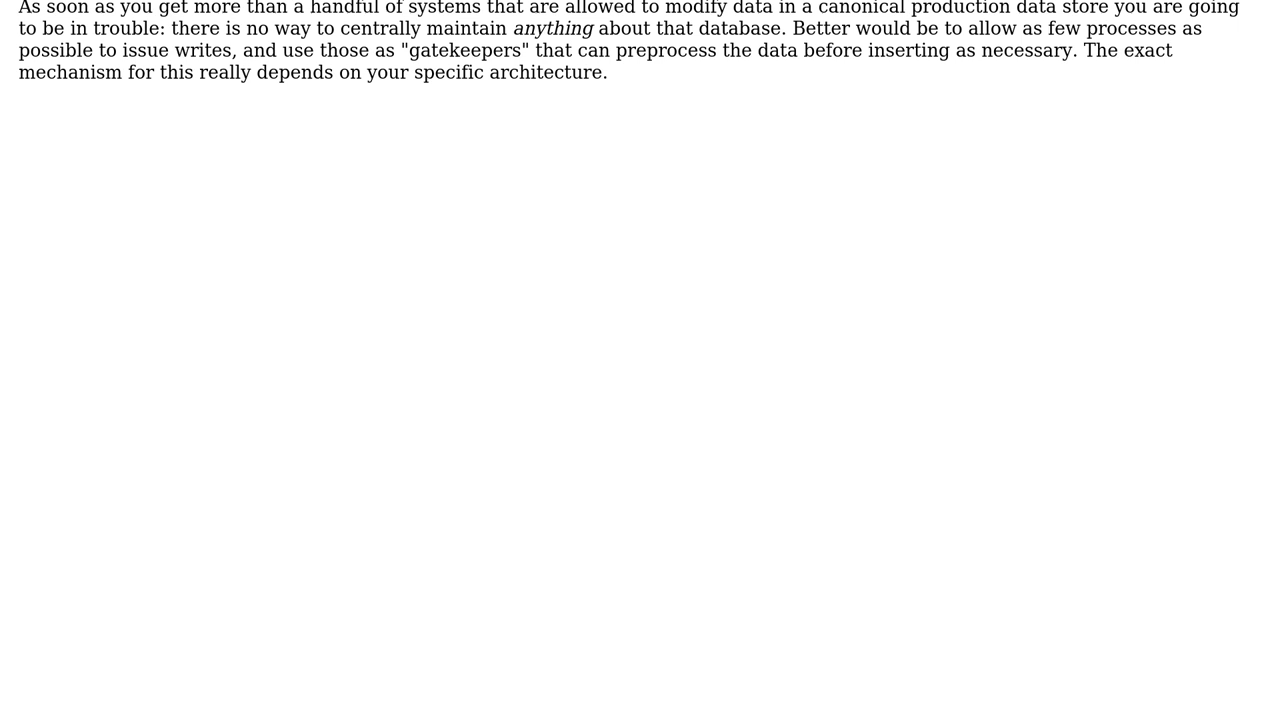 As soon as you get more than a handful of systems that are allowed to modify data in a canonical production data store you are going
to be in trouble: there is no way to centrally maintain anything about that database. Better would be to allow as few processes as
possible to issue writes, and use those as "gatekeepers" that can preprocess the data before inserting as necessary. The exact
mechanism for this really depends on your specific architecture.